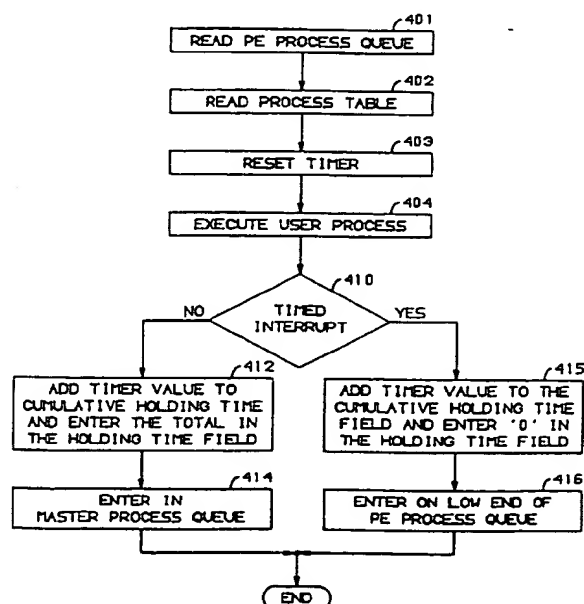 401
READ PE PROCESS QUEUE
402
READ PROCESS TABLE
403
RESET TIMER
404
EXECUTE USER PROCESS
410
TIMED
INTERRUPT
NO
YES
412
ADD TIMER VALUE TO
CUMULATIVE HOLDING TIME
AND ENTER THE TOTAL IN
THE HOLDING TIME FIELD
415
ADD TIMER VALUE TO THE
CUMULATIVE HOLDING TIME
FIELD AND ENTER '0' IN
THE HOLDING TIME FIELD
414
ENTER IN
MASTER PROCESS QUEUE
416
ENTER ON LOW END OF
PE PROCESS QUEUE
END